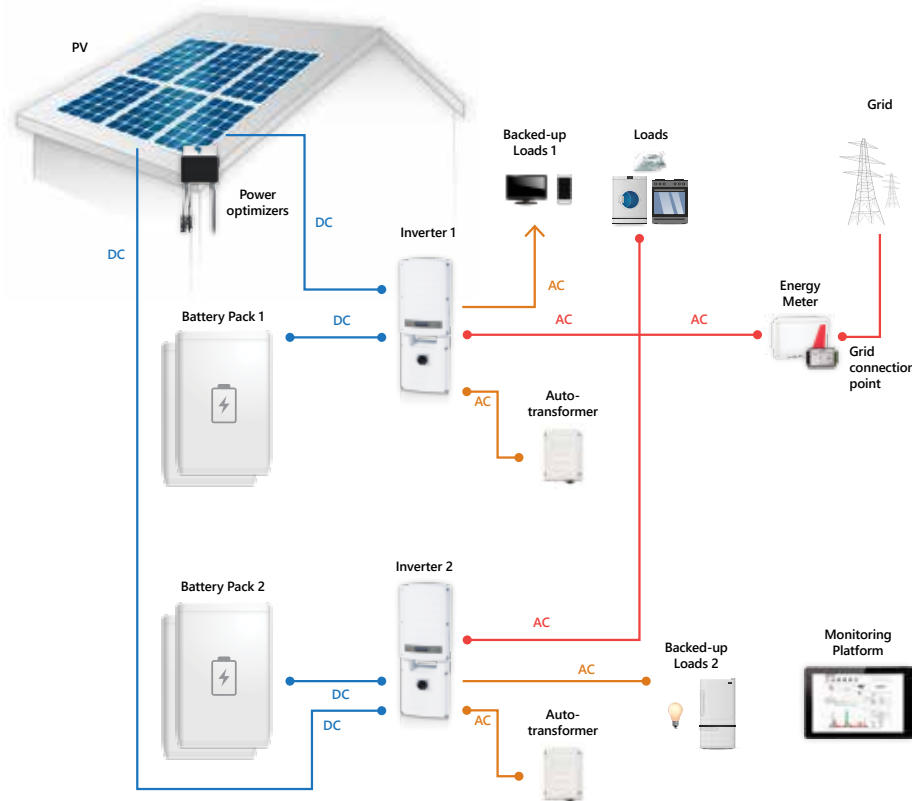 PV
Grid
Backed-up
Loads 1
Loads
Power
optimizers
DC
DC
Inverter 1
AC
Energy
Meter
Battery Pack 1
DC
AC
AC
Grid
connection
point
AC
Auto-
transformer
Inverter 2
Battery Pack 2
AC
Backed-up
Loads 2
Monitoring
Platform
AC
DC
DC
AC
Auto-
transformer